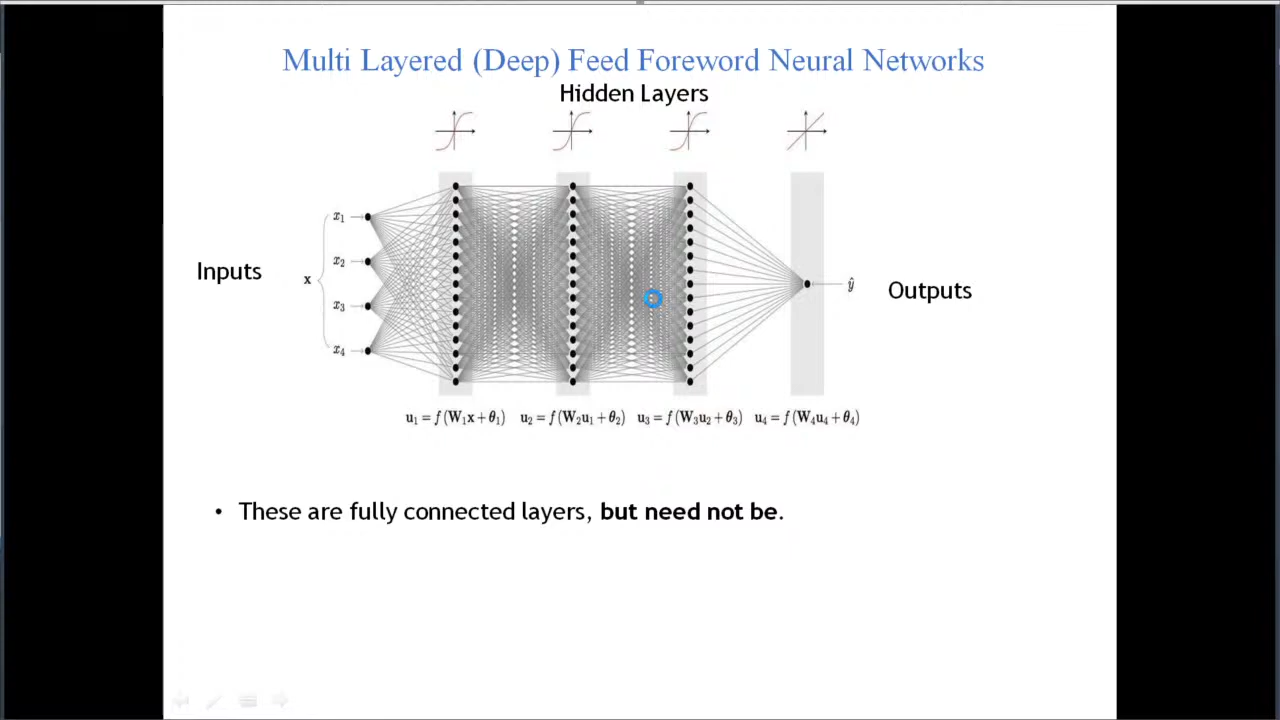 Multi Layered (Deep) Feed Foreword Neural Networks
Hidden Layers
x₁
x₂
x₃
x₄
x
Inputs
ŷ
Outputs
u₁ = f(W₁x + θ₁) u₂ = f(W₂u₁ + θ₂) u₃ = f(W₃u₂ + θ₃) u₄ = f(W₄u₄ + θ₄)
• These are fully connected layers, but need not be.